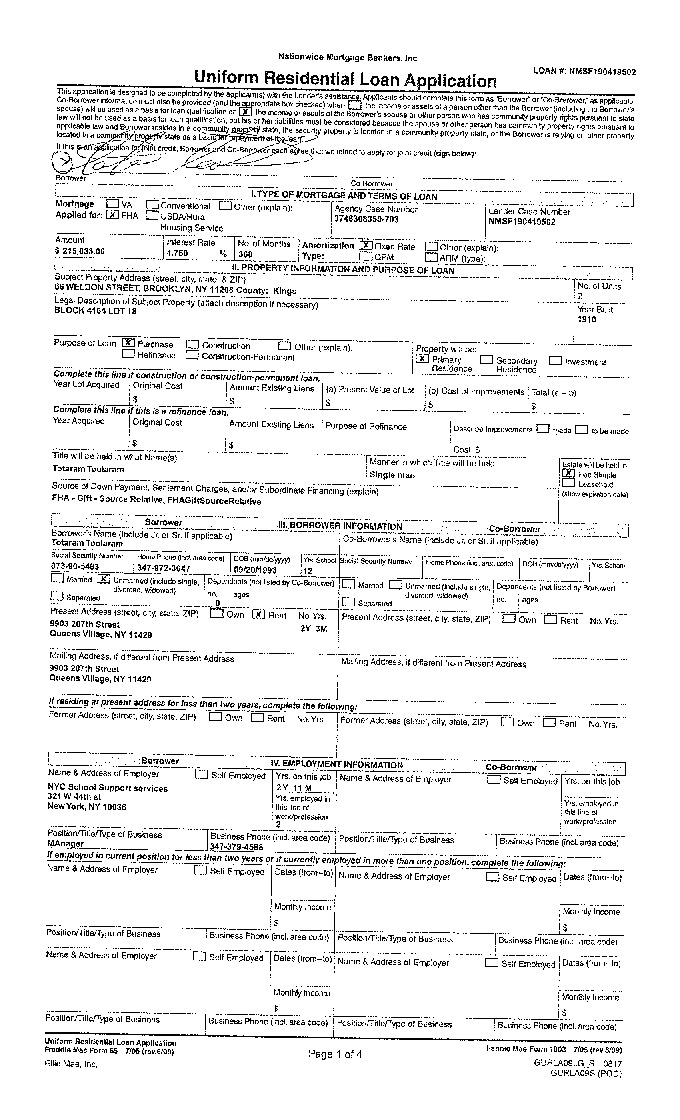 Nationwide Mortgage Bankers, Inc
LOAN #: NMSF190419502
Uniform Residential Loan Application
This application is designed to be completed by the applicant(s) with the Lender's assistance. Applicants should complete this form as "Borrower" or "Co-Borrower," as applicable.
Co-Borrower information must also be provided (and the appropriate box checked) when the income or assets of a person other than the Borrower (including the Borrower's
spouse) will be used as a basis for loan qualification or X the income or assets of the Borrower's spouse or other person who has community property rights pursuant to state
law will not be used as a basis for loan qualification, but his or her liabilities must be considered because the spouse or other person has community property rights pursuant to
applicable law and Borrower resides in a community property state, the security property is located in a community property state, or the Borrower is relying on other property
located in a community property state as a basis for repayment of the loan.
If this is an application for joint credit, Borrower and Co-Borrower each agree that we intend to apply for joint credit (sign below):
Borrower Co-Borrower
I. TYPE OF MORTGAGE AND TERMS OF LOAN
Mortgage VA Conventional Other (explain): Agency Case Number Lender Case Number
Applied for: X FHA USDA/Rural NMSF190419502
Housing Service
Amount Interest Rate No. of Months Amortization X Fixed Rate Other (explain):
$ % 360 Type: GPM ARM (type):
II. PROPERTY INFORMATION AND PURPOSE OF LOAN
Subject Property Address (street, city, state, & ZIP) No. of Units
66 WELDON STREET, BROOKLYN, NY 11208 County: Kings 2
Legal Description of Subject Property (attach description if necessary) Year Built
BLOCK LOT 18 1910
Purpose of Loan X Purchase Construction Other (explain): Property will be:
Refinance Construction-Permanent X Primary Residence Secondary Residence Investment
Complete this line if construction or construction-permanent loan.
Year Lot Acquired Original Cost Amount Existing Liens (a) Present Value of Lot (b) Cost of Improvements Total (a + b)
$ $ $ $ $
Complete this line if this is a refinance loan.
Year Acquired Original Cost Amount Existing Liens Purpose of Refinance Describe Improvements made to be made
$ $ Cost: $
Title will be held in what Name(s) Manner in which Title will be held Estate will be held in:
Totaram Toolaram Single man X Fee Simple
Source of Down Payment, Settlement Charges, and/or Subordinate Financing (explain) Leasehold
FHA - Gift - Source Relative, FHAGiftSourceRelative (show expiration date)
Borrower III. BORROWER INFORMATION Co-Borrower
Borrower's Name (include Jr. or Sr. if applicable) Co-Borrower's Name (include Jr. or Sr. if applicable)
Totaram Toolaram
Social Security Number Home Phone (incl. area code) DOB (mm/dd/yyyy) Yrs. School Social Security Number Home Phone (incl. area code) DOB (mm/dd/yyyy) Yrs. School
12
Married X Unmarried (include single, divorced, widowed) Dependents (not listed by Co-Borrower) Married Unmarried (include single, divorced, widowed) Dependents (not listed by Borrower)
Separated no. ages Separated no. ages
0
Present Address (street, city, state, ZIP) Own X Rent No. Yrs. Present Address (street, city, state, ZIP) Own Rent No. Yrs.
9903 207th Street 2Y 3M
Queens Village, NY 11429
Mailing Address, if different from Present Address Mailing Address, if different from Present Address
9903 207th Street
Queens Village, NY 11429
If residing at present address for less than two years, complete the following:
Former Address (street, city, state, ZIP) Own Rent No. Yrs. Former Address (street, city, state, ZIP) Own Rent No. Yrs.
Borrower IV. EMPLOYMENT INFORMATION Co-Borrower
Name & Address of Employer Self Employed Yrs. on this job Name & Address of Employer Self Employed Yrs. on this job
NYC School Support services 2 Y 11 M
321 W 44th st Yrs. employed in this line of work/profession Yrs. employed in this line of work/profession
New York, NY 10036 2
Position/Title/Type of Business Business Phone (incl. area code) Position/Title/Type of Business Business Phone (incl. area code)
MAnager
If employed in current position for less than two years or if currently employed in more than one position, complete the following:
Name & Address of Employer Self Employed Dates (from–to) Name & Address of Employer Self Employed Dates (from–to)
Monthly Income Monthly Income
$ $
Position/Title/Type of Business Business Phone (incl. area code) Position/Title/Type of Business Business Phone (incl. area code)
Name & Address of Employer Self Employed Dates (from–to) Name & Address of Employer Self Employed Dates (from–to)
Monthly Income Monthly Income
$ $
Position/Title/Type of Business Business Phone (incl. area code) Position/Title/Type of Business Business Phone (incl. area code)
Uniform Residential Loan Application
Freddie Mac Form 65 7/05 (rev.6/09) Page 1 of 4 Fannie Mae Form 1003 7/05 (rev.6/09)
Ellie Mae, Inc. GURLA09_S 0817
GURLA09S (POD)